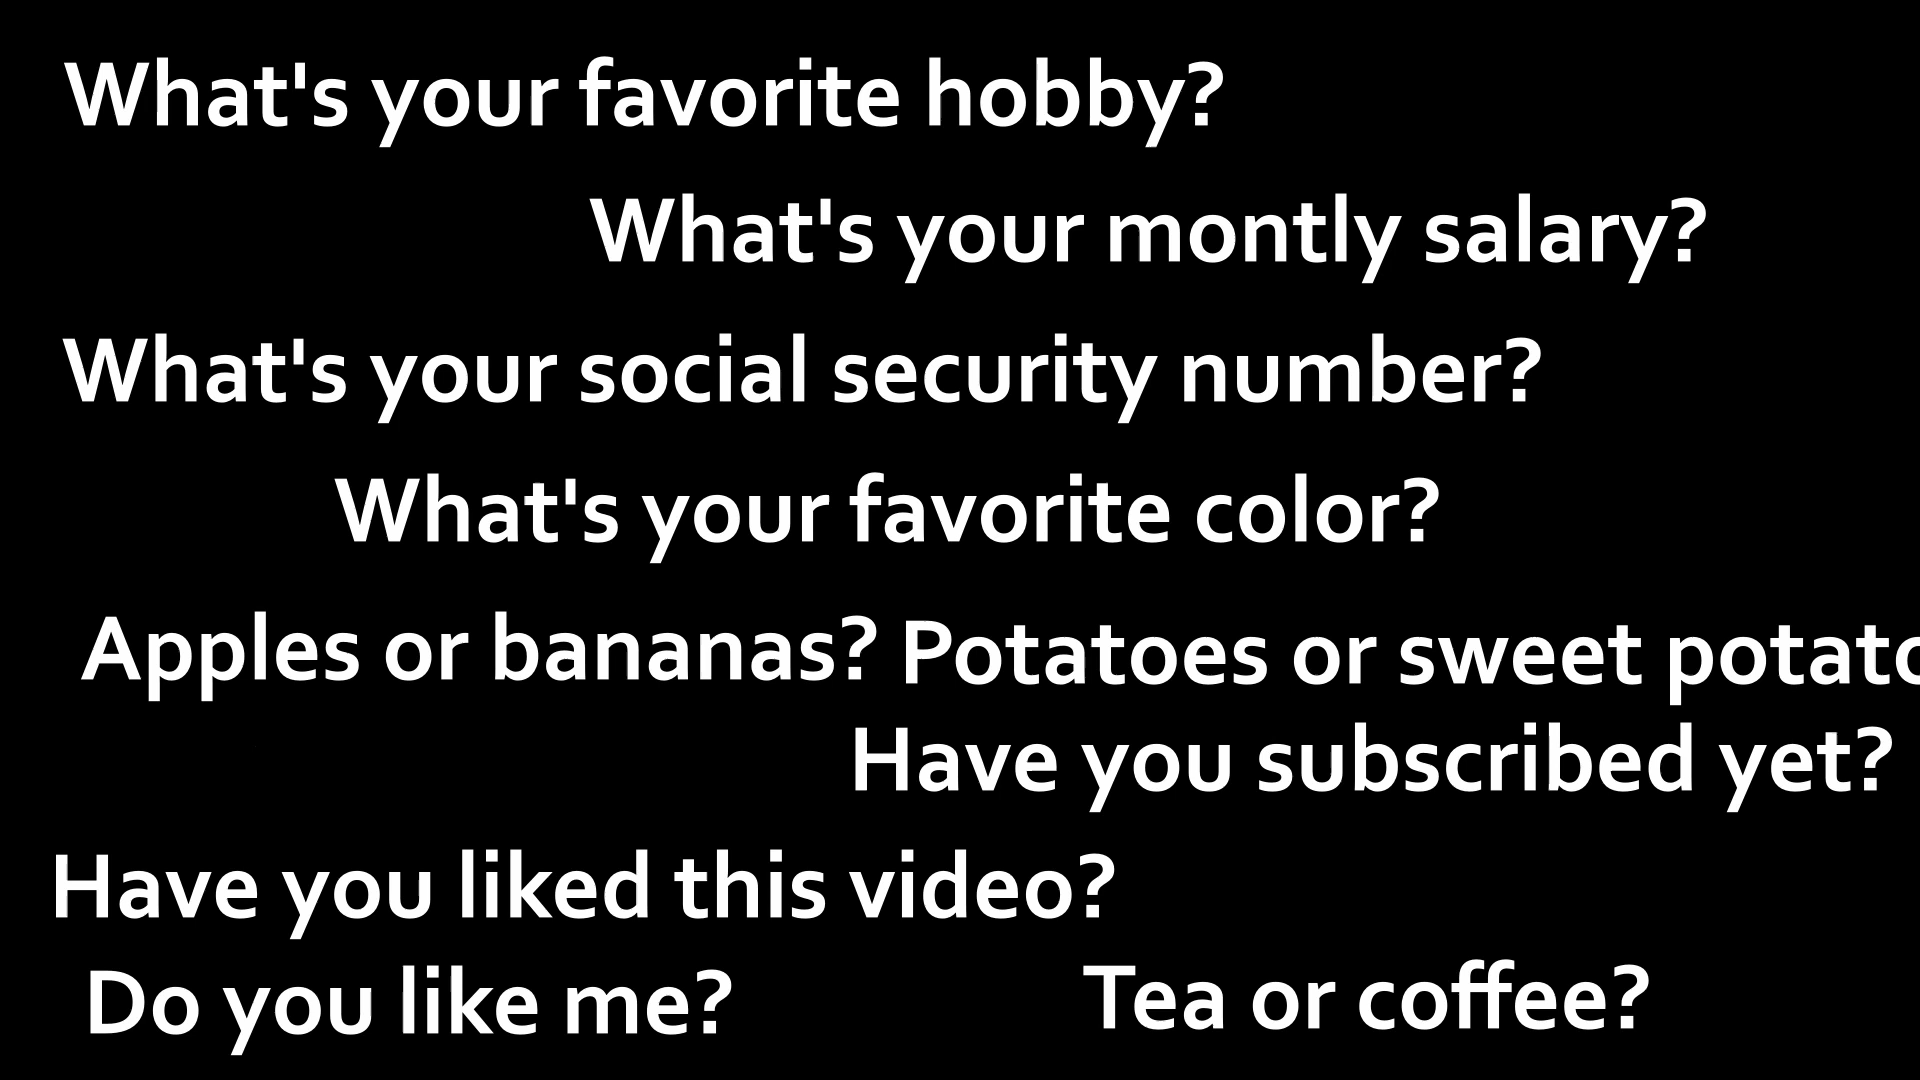 What's your favorite hobby?
What's your montly salary?
What's your social security number?
What's your favorite color?
Apples or bananas? Potatoes or sweet
Have you subscribed yet?
Have you liked this video?
Do you like me? Tea or coffee?